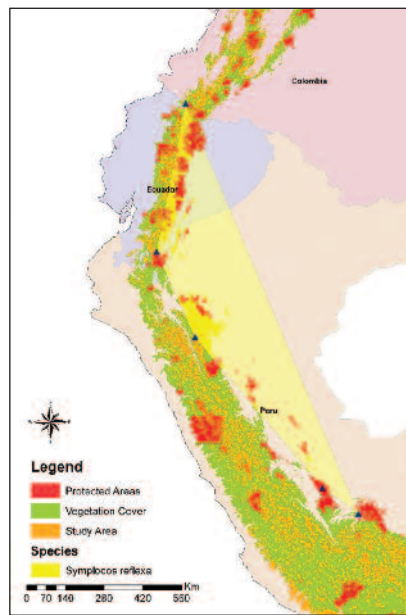 Colombia
Ecuador
Peru
Legend
Protected Areas
Vegetation Cover
Study Area
Species
Symplocos reflexa
Km
0 70 140 280 420 560